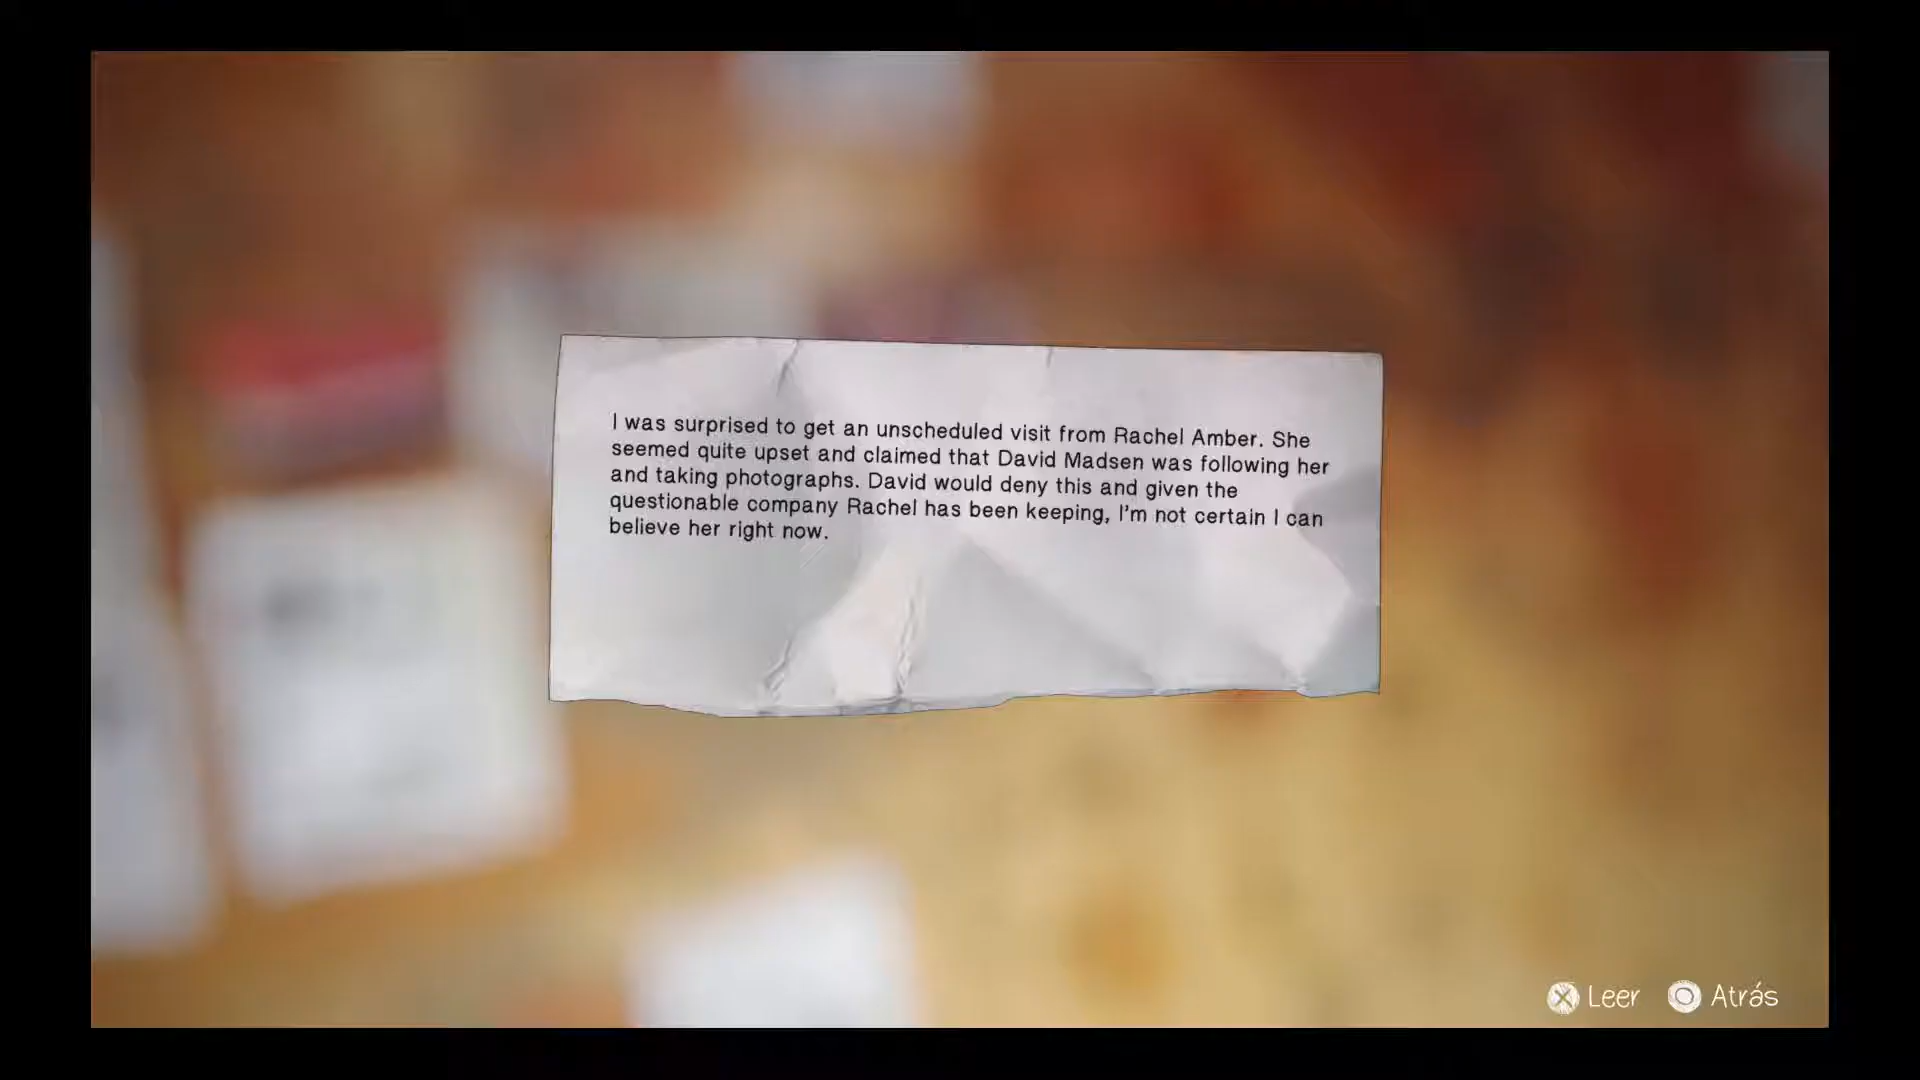 I was surprised to get an unscheduled visit from Rachel Amber. She
seemed quite upset and claimed that David Madsen was following her
and taking photographs. David would deny this and given the
questionable company Rachel has been keeping, I'm not certain I can
believe her right now.
Leer Atrás